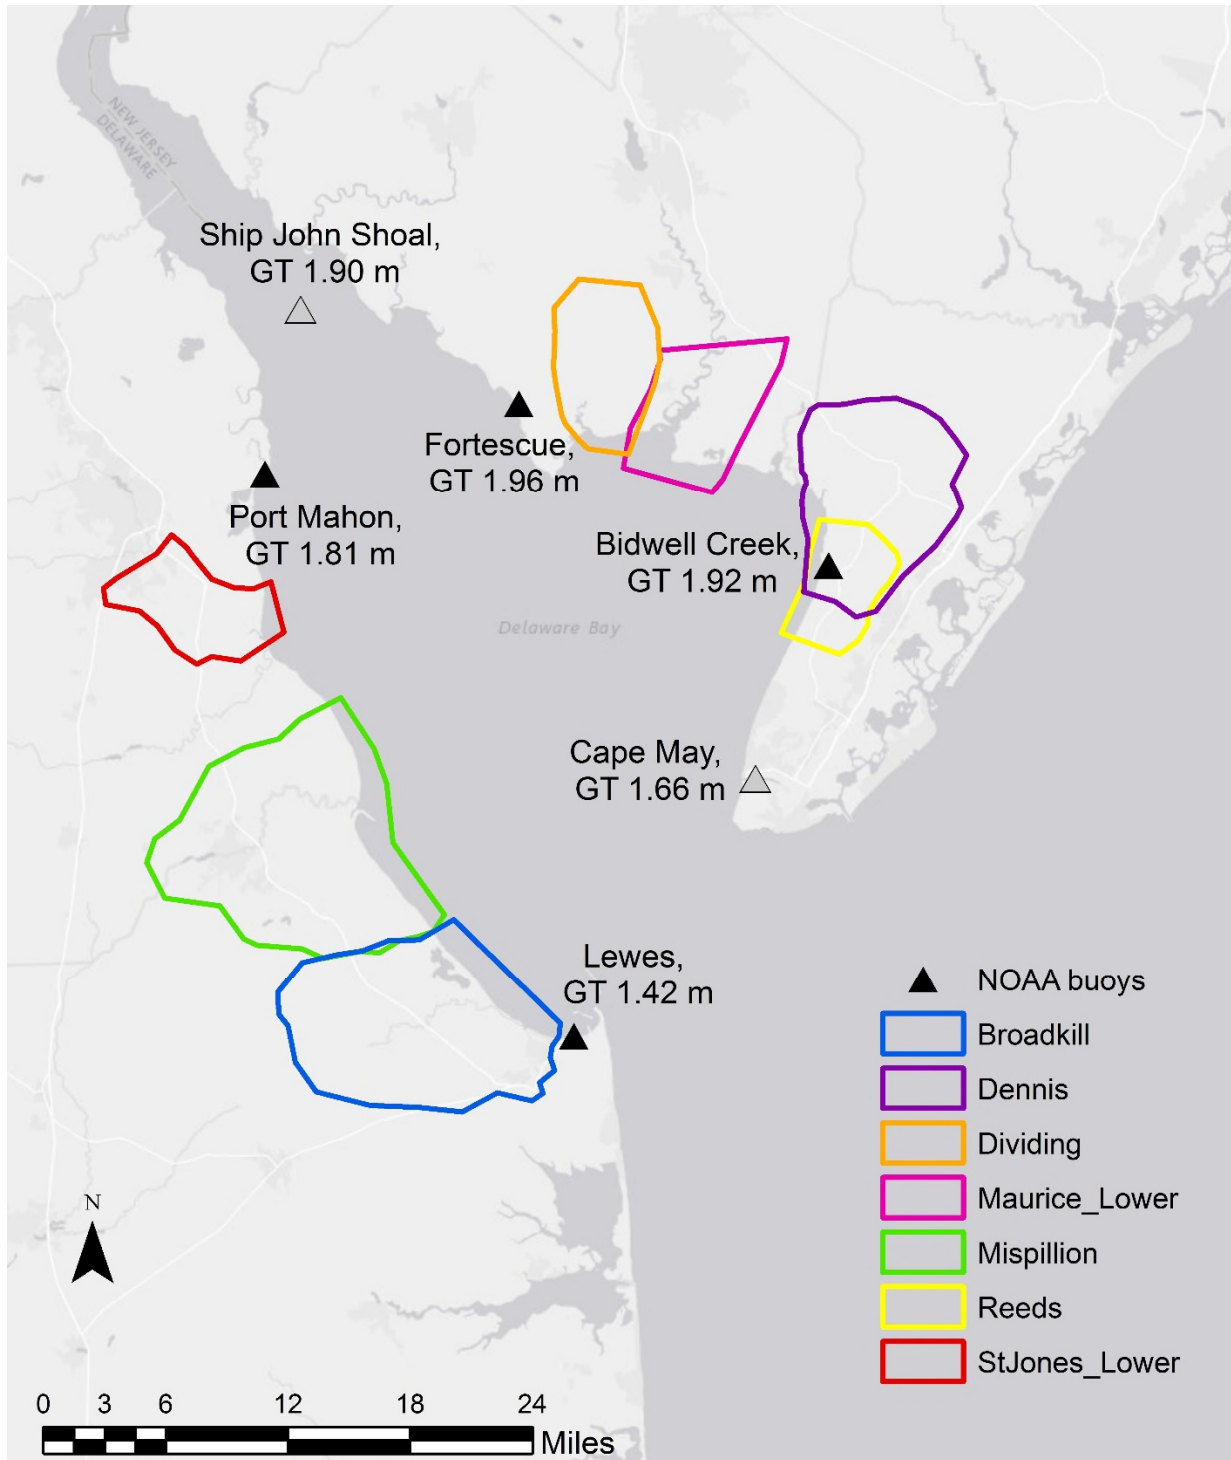 NEW JERSEY
DELAWARE
Ship John Shoal,
GT 1.90 m
Fortescue,
GT 1.96 m
Port Mahon,
GT 1.81 m
Bidwell Creek,
GT 1.92 m
Delaware Bay
Cape May,
GT 1.66 m
Lewes,
GT 1.42 m
NOAA buoys
Broadkill
Dennis
Dividing
Maurice_Lower
Mispillion
Reeds
StJones_Lower
N
0 3 6 12 18 24
Miles